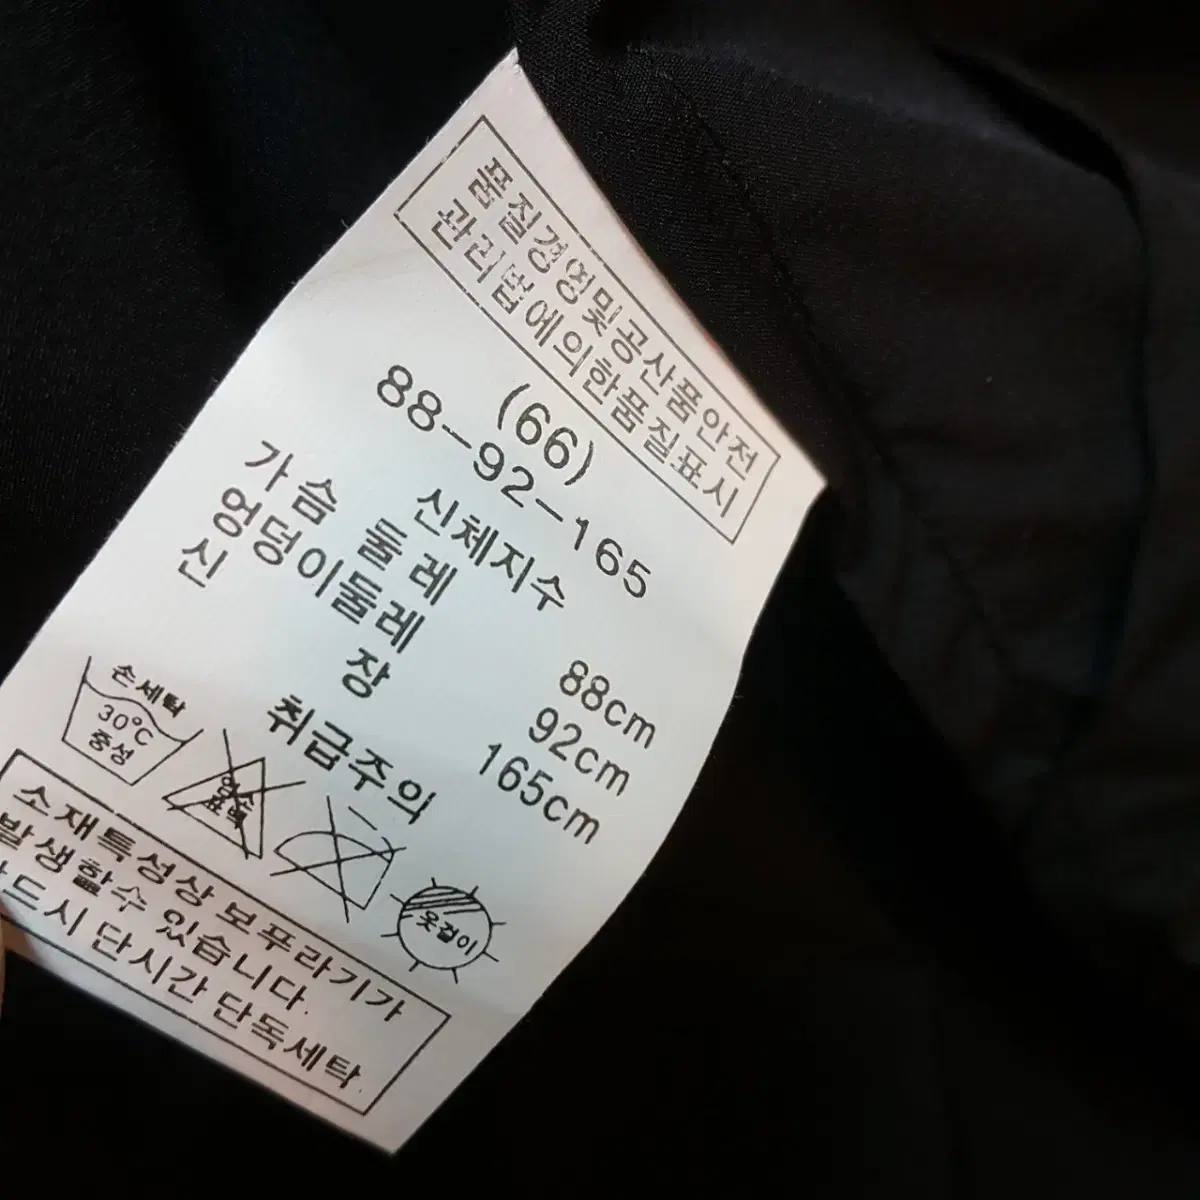 품질경영및공산품안전
관리법에의한품질표시
(66)
88-92-165
신체지수
가슴 둘레 88cm
엉덩이둘레 92cm
신 장 165cm
취급주의
손세탁
30℃
중성
염소
표백
옷걸이
소재특성상 보푸라기가
발생할수 있습니다.
드시 단시간 단독세탁.